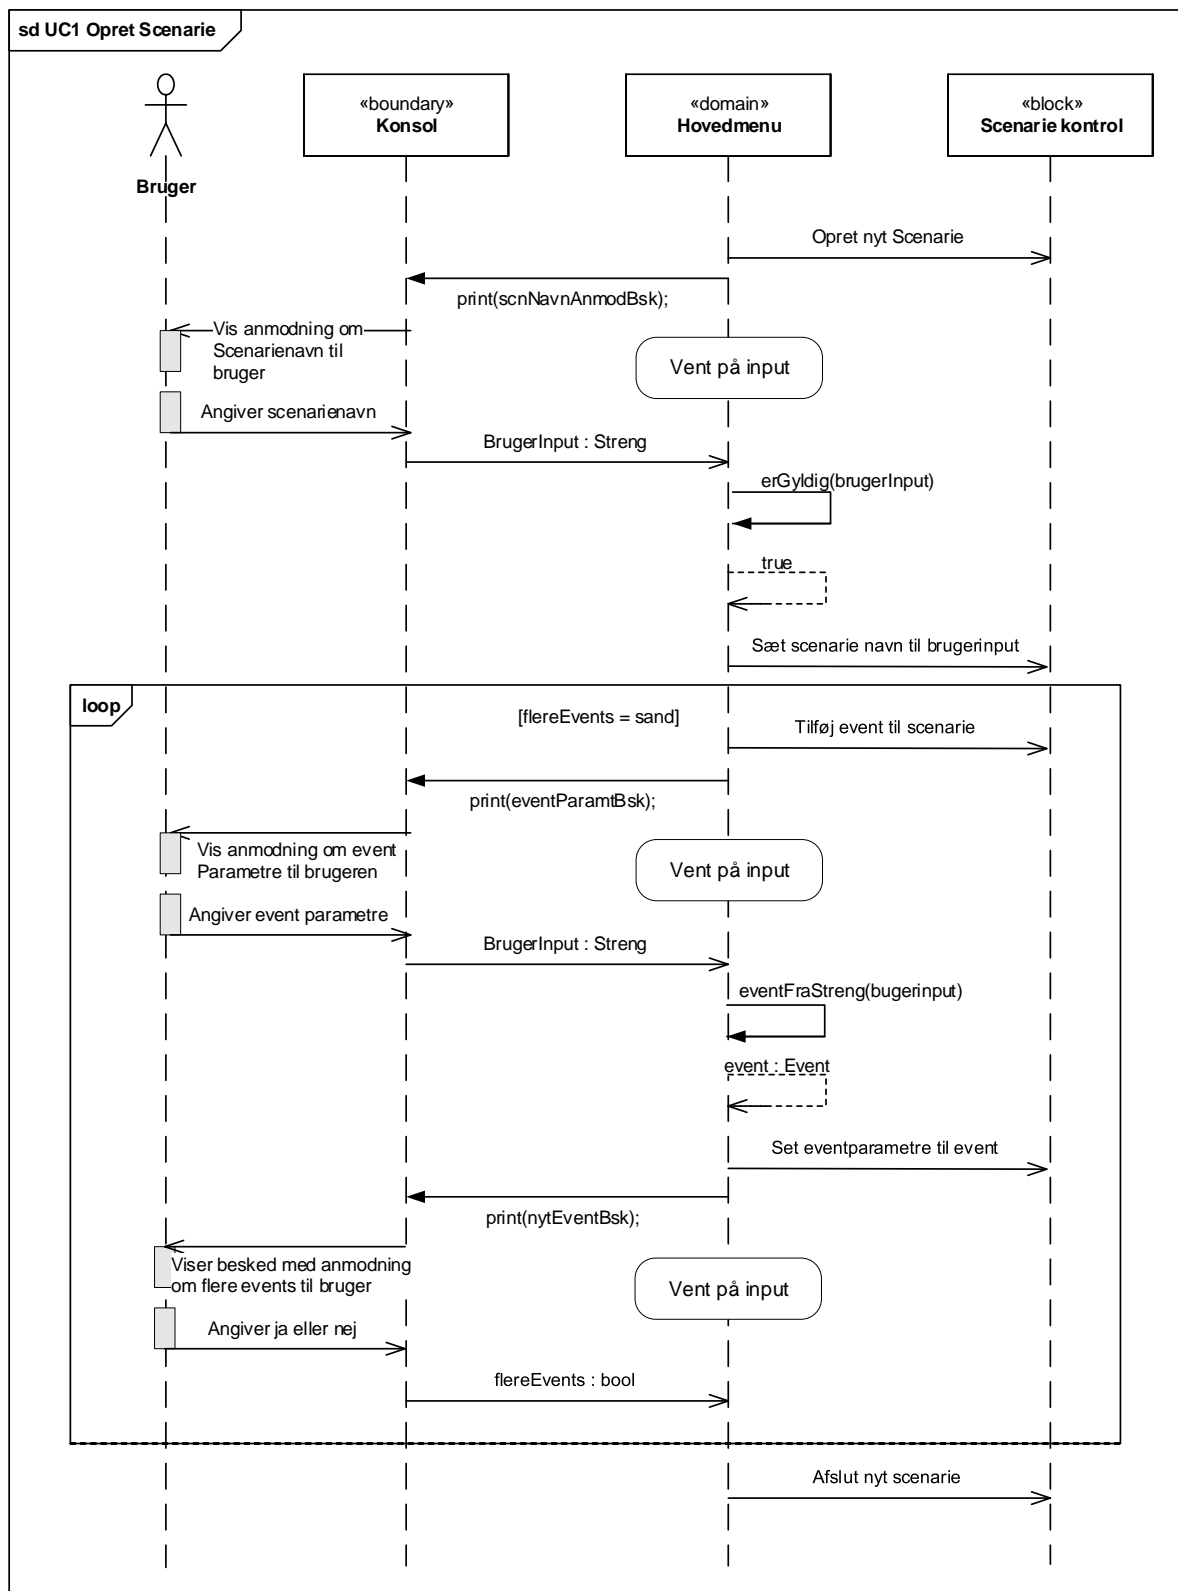 sd UC1 Opret Scenarie
«boundary»
Konsol
«domain»
Hovedmenu
«block»
Scenarie kontrol
Bruger
Opret nyt Scenarie
print(scnNavnAnmodBsk);
Vis anmodning om
Scenarienavn til
bruger
Vent på input
Angiver scenarienavn
BrugerInput : Streng
erGyldig(brugerInput)
true
Sæt scenarie navn til brugerinput
loop
[flereEvents = sand]
Tilføj event til scenarie
print(eventParamtBsk);
Vis anmodning om event
Parametre til brugeren
Vent på input
Angiver event parametre
BrugerInput : Streng
eventFraStreng(bugerinput)
event : Event
Set eventparametre til event
print(nytEventBsk);
Viser besked med anmodning
om flere events til bruger
Vent på input
Angiver ja eller nej
flereEvents : bool
Afslut nyt scenarie